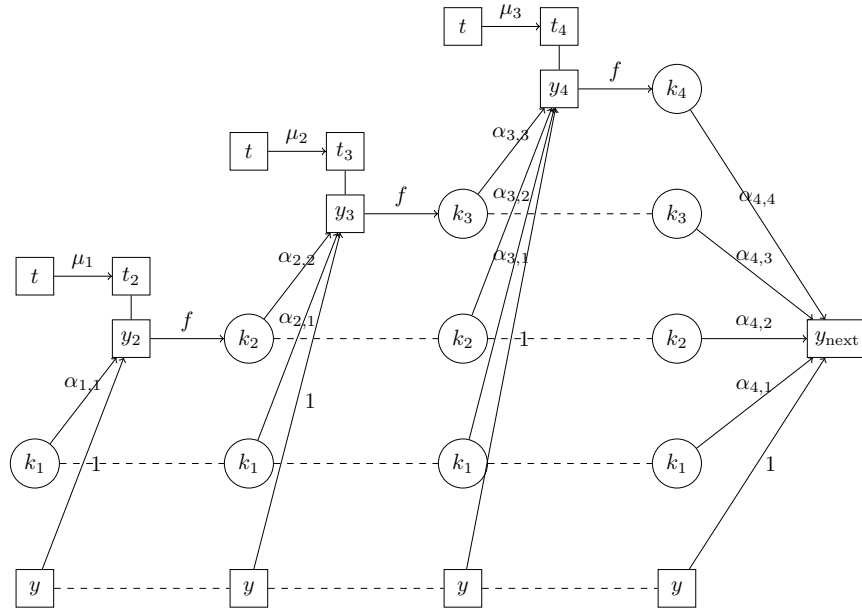 t μ₃ t₄
y₄ f k₄
t μ₂ t₃
α₃,₃
y₃ f k₃ α₃,₂ k₃ α₄,₄
t μ₁ t₂ α₂,₂ α₃,₁ α₄,₃
y₂ f k₂ α₂,₁ k₂ 1 k₂ α₄,₂ y_next
α₁,₁ 1 α₄,₁
k₁ 1 k₁ k₁ k₁ 1
y y y y